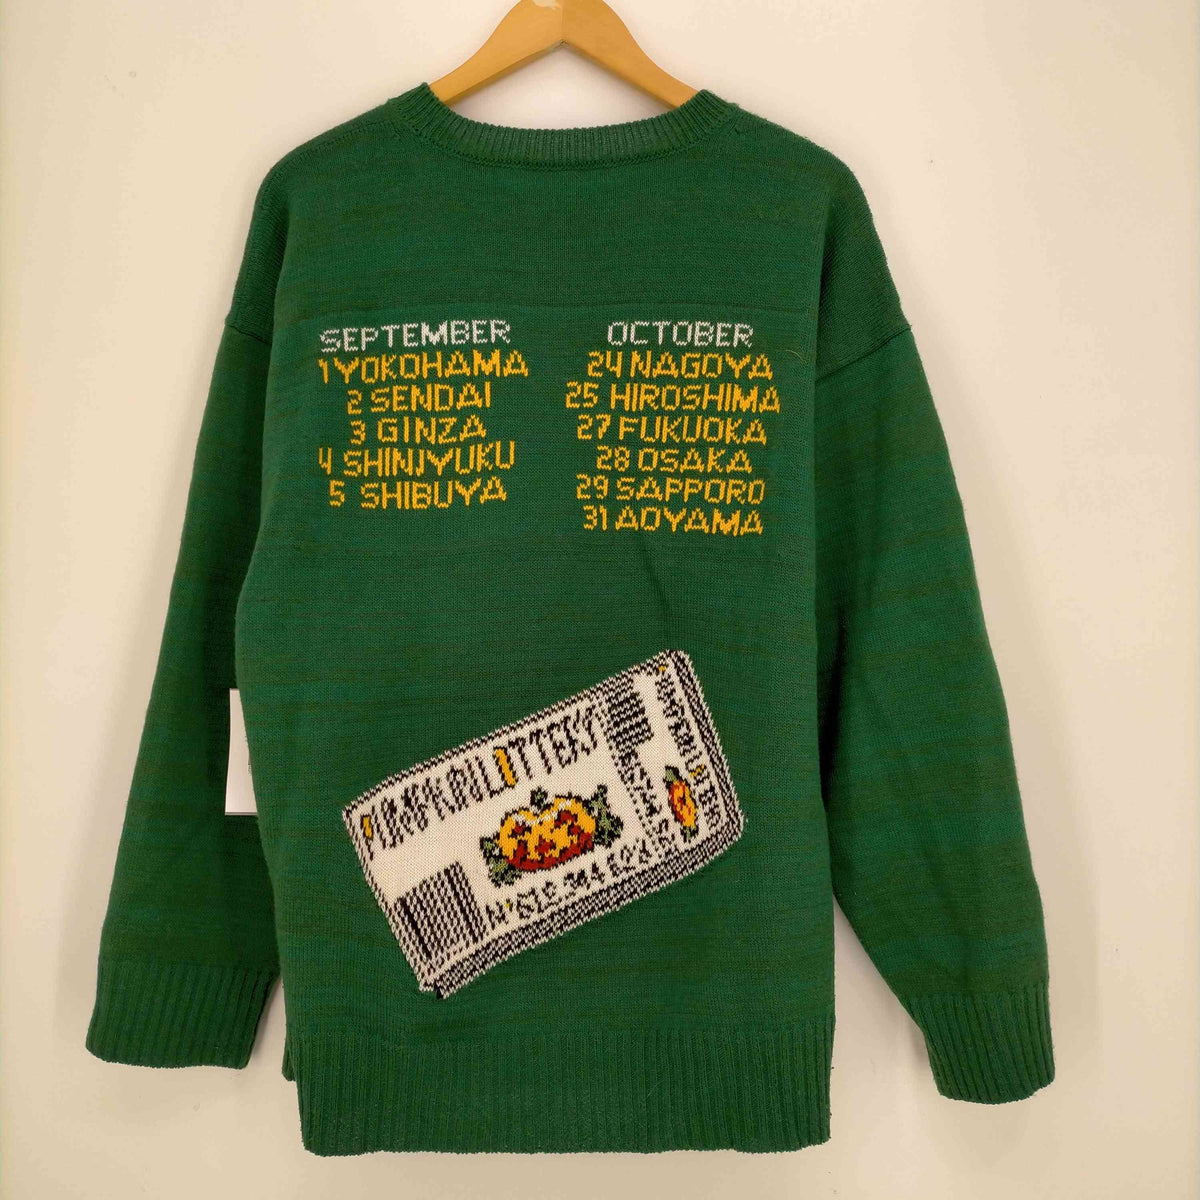 SEPTEMBER
1 YOKOHAMA
2 SENDAI
3 GINZA
4 SHINJYUKU
5 SHIBUYA
OCTOBER
24 NAGOYA
25 HIROSHIMA
27 FUKUOKA
28 OSAKA
29 SAPPORO
31 AOYAMA